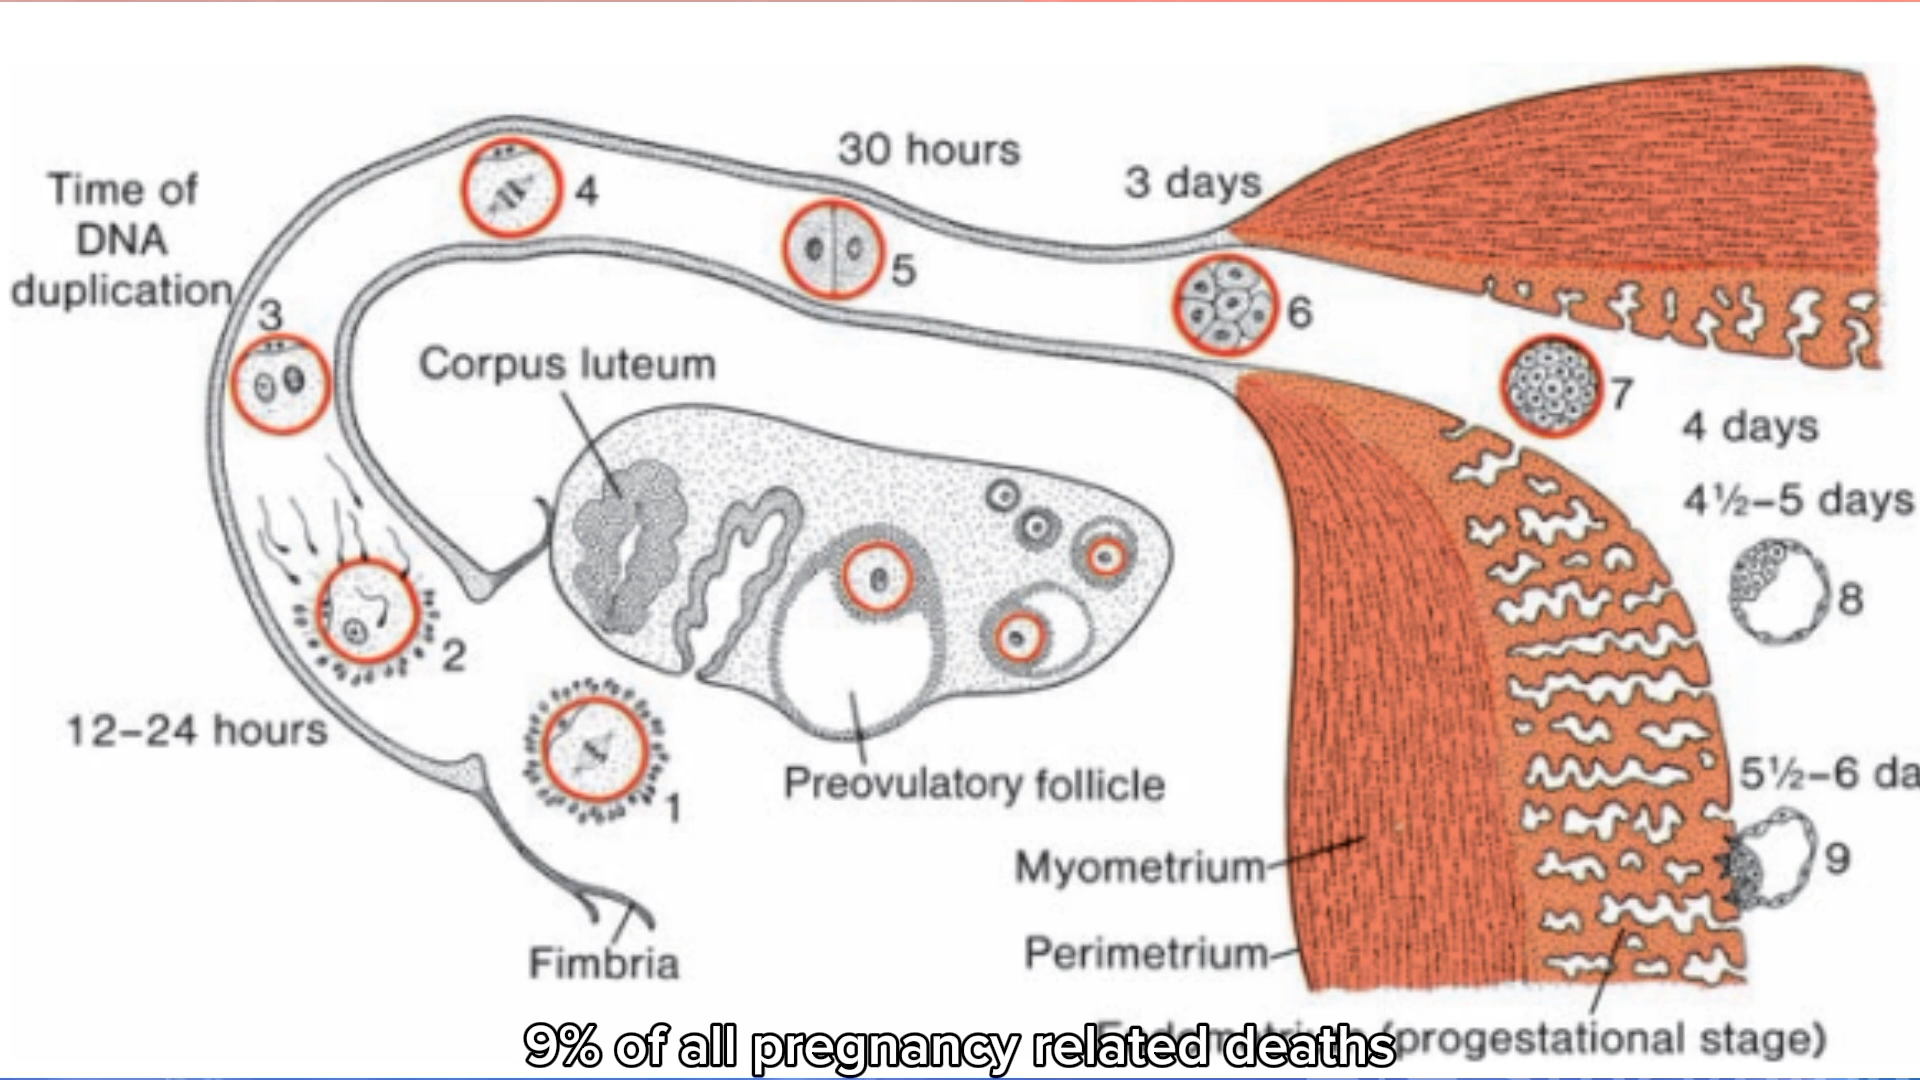 30 hours
3 days
Time of
DNA
duplication
4
5
3
6
Corpus luteum
7
4 days
4½–5 days
8
2
12–24 hours
1
Preovulatory follicle
5½–6 da
9
Myometrium
Perimetrium
Fimbria
(progestational stage)
9% of all pregnancy related deaths